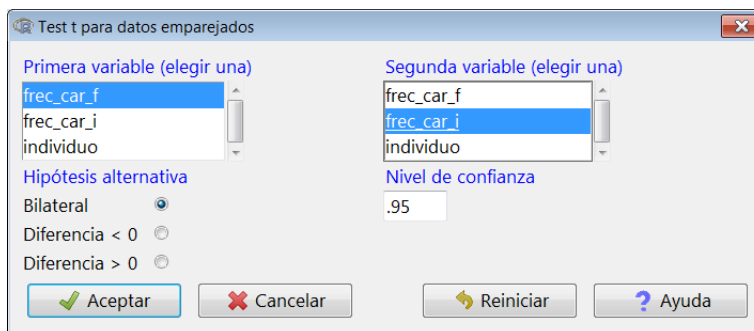 Test t para datos emparejados
Primera variable (elegir una)
frec_car_f
frec_car_i
individuo
Segunda variable (elegir una)
frec_car_f
frec_car_i
individuo
Hipótesis alternativa
Bilateral
Diferencia < 0
Diferencia > 0
Nivel de confianza
.95
Aceptar
Cancelar
Reiniciar
Ayuda